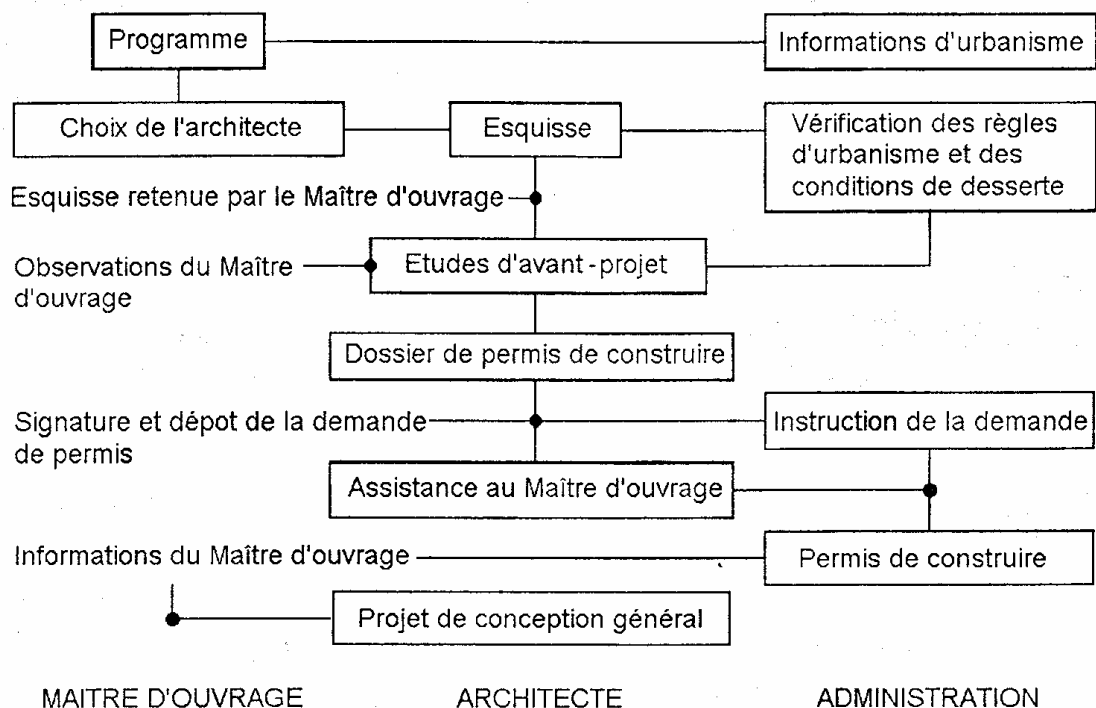 Programme
Informations d'urbanisme
Choix de l'architecte
Esquisse
Vérification des règles
d'urbanisme et des
conditions de desserte
Esquisse retenue par le Maître d'ouvrage
Observations du Maître
d'ouvrage
Etudes d'avant-projet
Dossier de permis de construire
Signature et dépot de la demande
de permis
Instruction de la demande
Assistance au Maître d'ouvrage
Informations du Maître d'ouvrage
Permis de construire
Projet de conception général
MAITRE D'OUVRAGE
ARCHITECTE
ADMINISTRATION